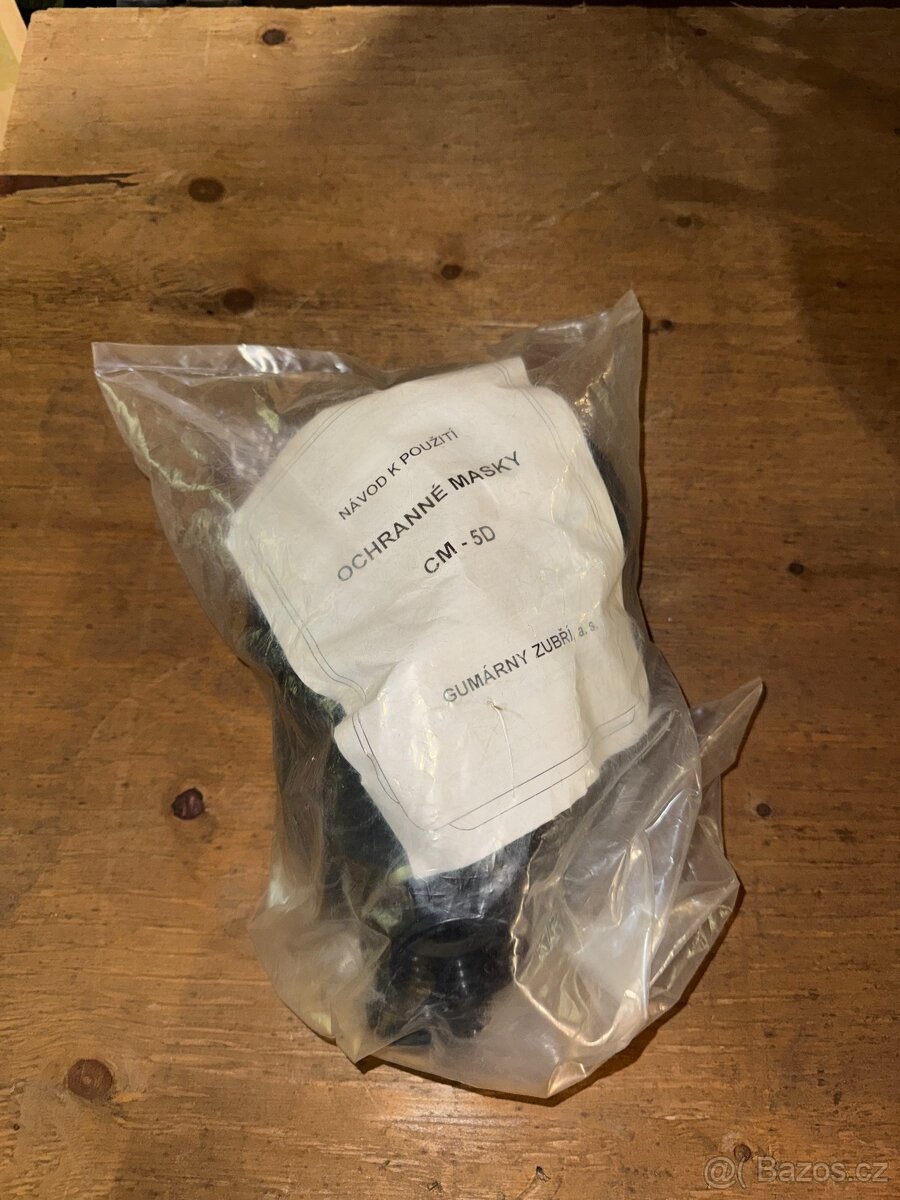 NÁVOD K POUŽITÍ
OCHRANNÉ MASKY
CM - 5D
GUMÁRNY ZUBŘÍ, a. s.
@Bazos.cz